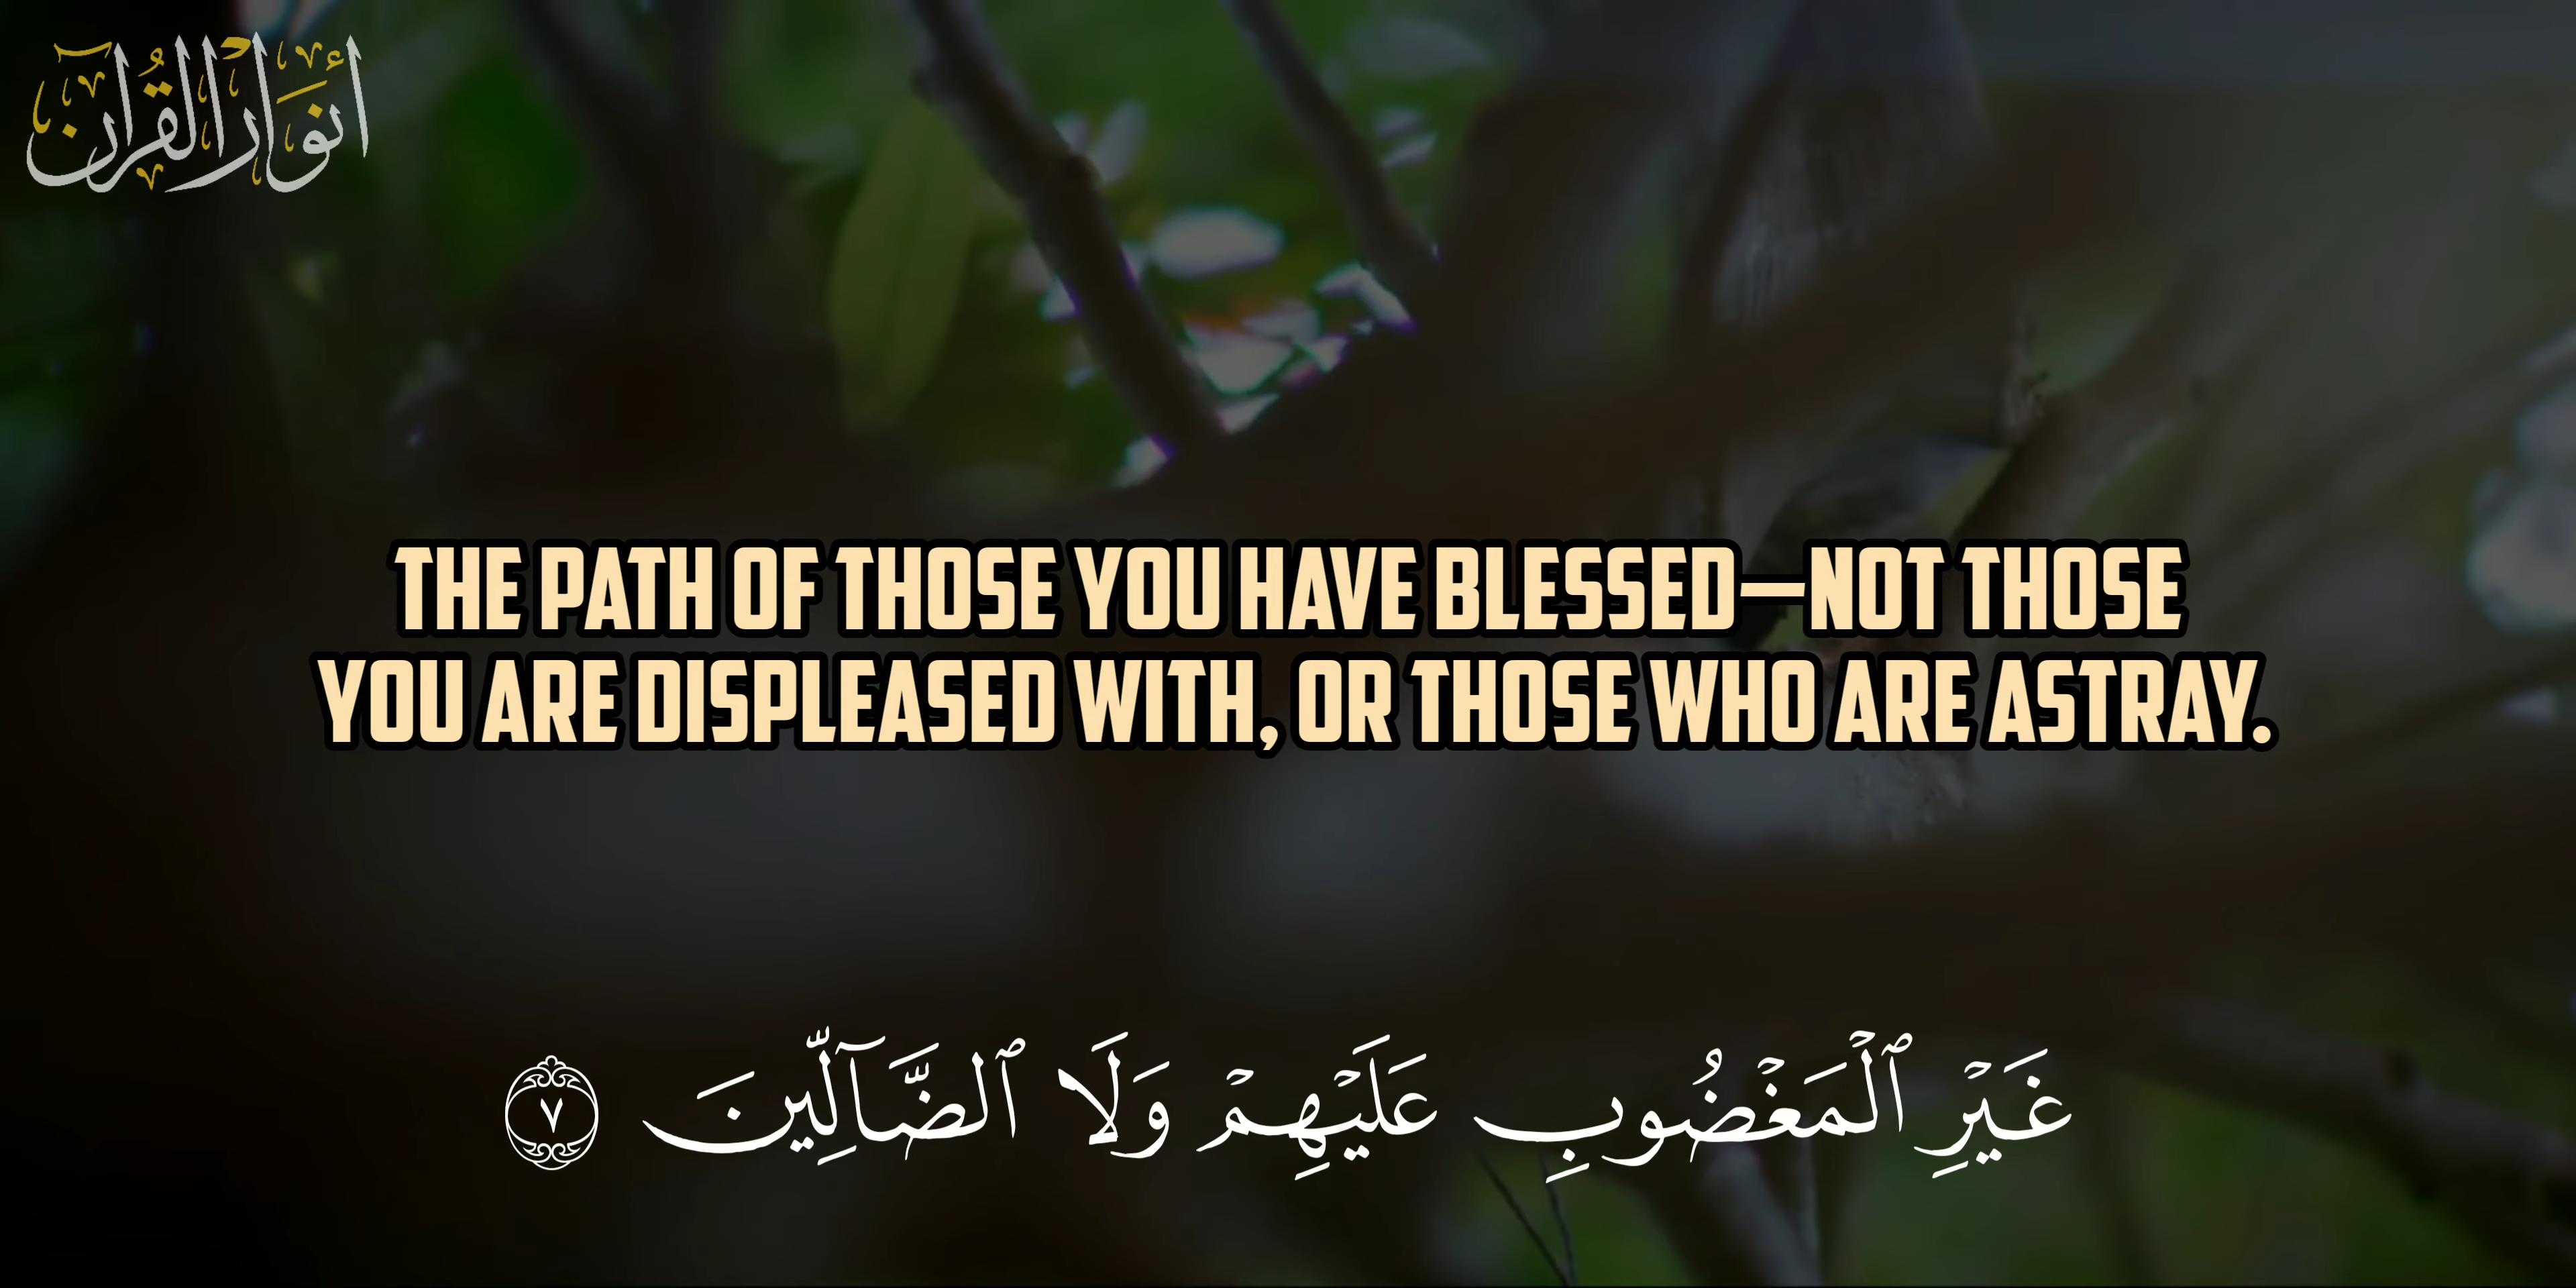 أنوار القرآن
THE PATH OF THOSE YOU HAVE BLESSED—NOT THOSE
YOU ARE DISPLEASED WITH, OR THOSE WHO ARE ASTRAY.
غَيْرِ ٱلْمَغْضُوبِ عَلَيْهِمْ وَلَا ٱلضَّآلِّينَ ٧